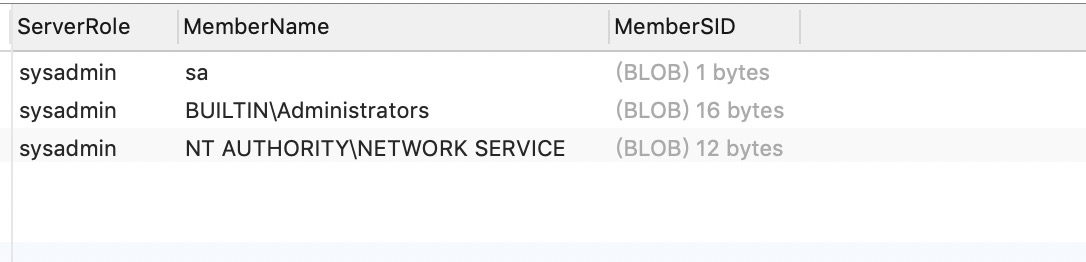 ServerRole MemberName MemberSID
sysadmin sa (BLOB) 1 bytes
sysadmin BUILTIN\Administrators (BLOB) 16 bytes
sysadmin NT AUTHORITY\NETWORK SERVICE (BLOB) 12 bytes